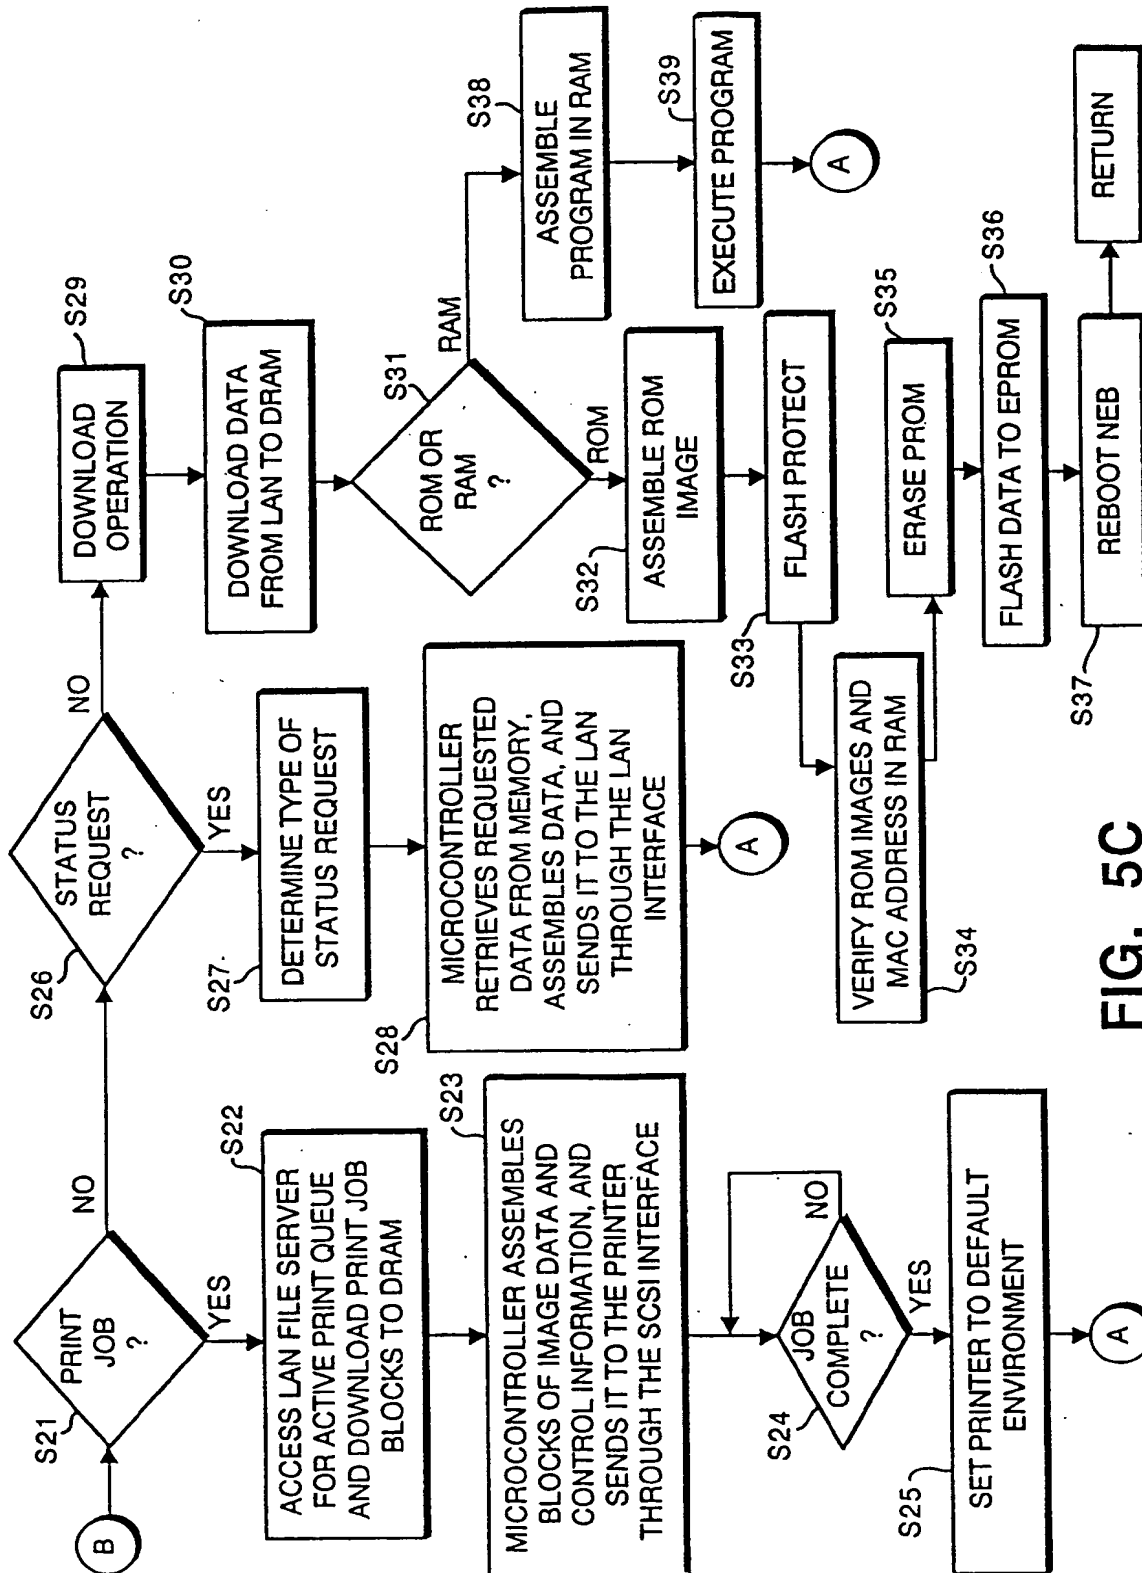 B
S21
PRINT
JOB
?
NO
YES
S22
ACCESS LAN FILE SERVER
FOR ACTIVE PRINT QUEUE
AND DOWNLOAD PRINT JOB
BLOCKS TO DRAM
S23
MICROCONTROLLER ASSEMBLES
BLOCKS OF IMAGE DATA AND
CONTROL INFORMATION, AND
SENDS IT TO THE PRINTER
THROUGH THE SCSI INTERFACE
S24
JOB
COMPLETE
?
NO
YES
S25
SET PRINTER TO DEFAULT
ENVIRONMENT
A
S26
STATUS
REQUEST
?
NO
YES
S27
DETERMINE TYPE OF
STATUS REQUEST
S28
MICROCONTROLLER
RETRIEVES REQUESTED
DATA FROM MEMORY,
ASSEMBLES DATA, AND
SENDS IT TO THE LAN
THROUGH THE LAN
INTERFACE
A
S29
DOWNLOAD
OPERATION
S30
DOWNLOAD DATA
FROM LAN TO DRAM
S31
ROM OR
RAM
?
RAM
ROM
S32
ASSEMBLE ROM
IMAGE
S33
FLASH PROTECT
VERIFY ROM IMAGES AND
MAC ADDRESS IN RAM
S34
S35
ERASE PROM
S36
FLASH DATA TO EPROM
S37
REBOOT NEB
RETURN
S38
ASSEMBLE
PROGRAM IN RAM
S39
EXECUTE PROGRAM
A
FIG. 5C